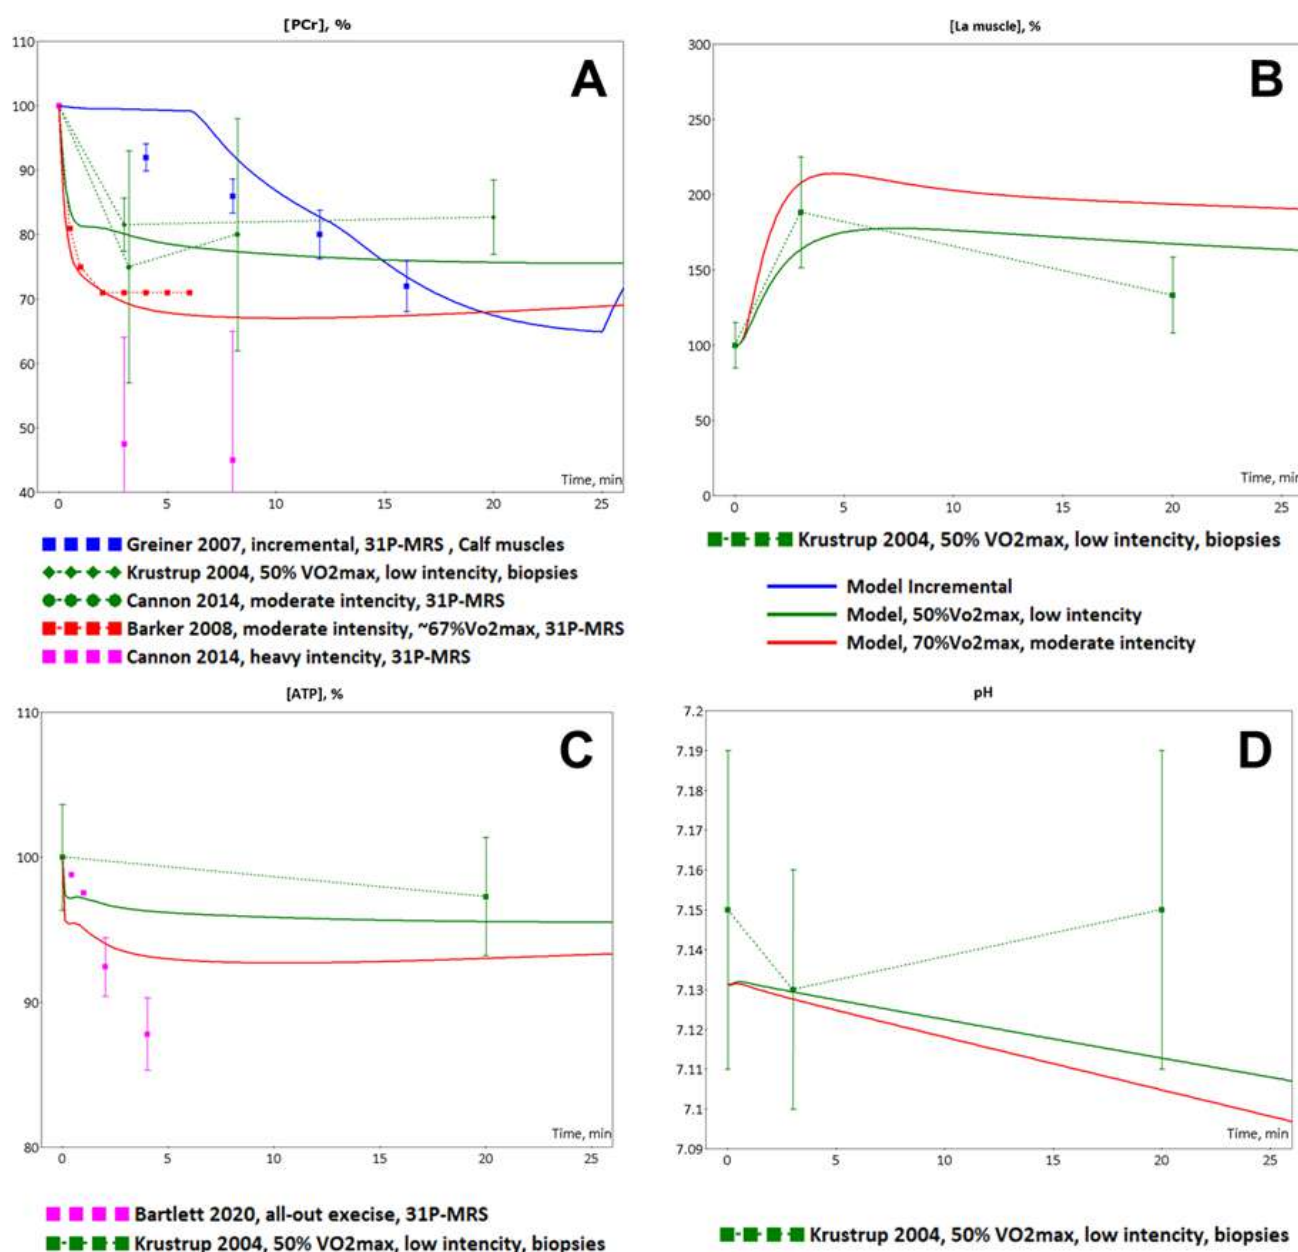 [PCr], %
A
110
100
90
80
70
60
50
40
Time, min
0 5 10 15 20 25
Greiner 2007, incremental, 31P-MRS , Calf muscles
Krustrup 2004, 50% VO2max, low intencity, biopsies
Cannon 2014, moderate intencity, 31P-MRS
Barker 2008, moderate intensity, ~67%Vo2max, 31P-MRS
Cannon 2014, heavy intencity, 31P-MRS
[La muscle], %
B
300
250
200
150
100
50
0
Time, min
0 5 10 15 20 25
Krustrup 2004, 50% VO2max, low intencity, biopsies
Model Incremental
Model, 50%Vo2max, low intencity
Model, 70%Vo2max, moderate intencity
[ATP], %
C
110
100
90
80
Time, min
0 5 10 15 20 25
Bartlett 2020, all-out execise, 31P-MRS
Krustrup 2004, 50% VO2max, low intencity, biopsies
pH
D
7.2
7.19
7.18
7.17
7.16
7.15
7.14
7.13
7.12
7.11
7.1
7.09
Time, min
0 5 10 15 20 25
Krustrup 2004, 50% VO2max, low intencity, biopsies